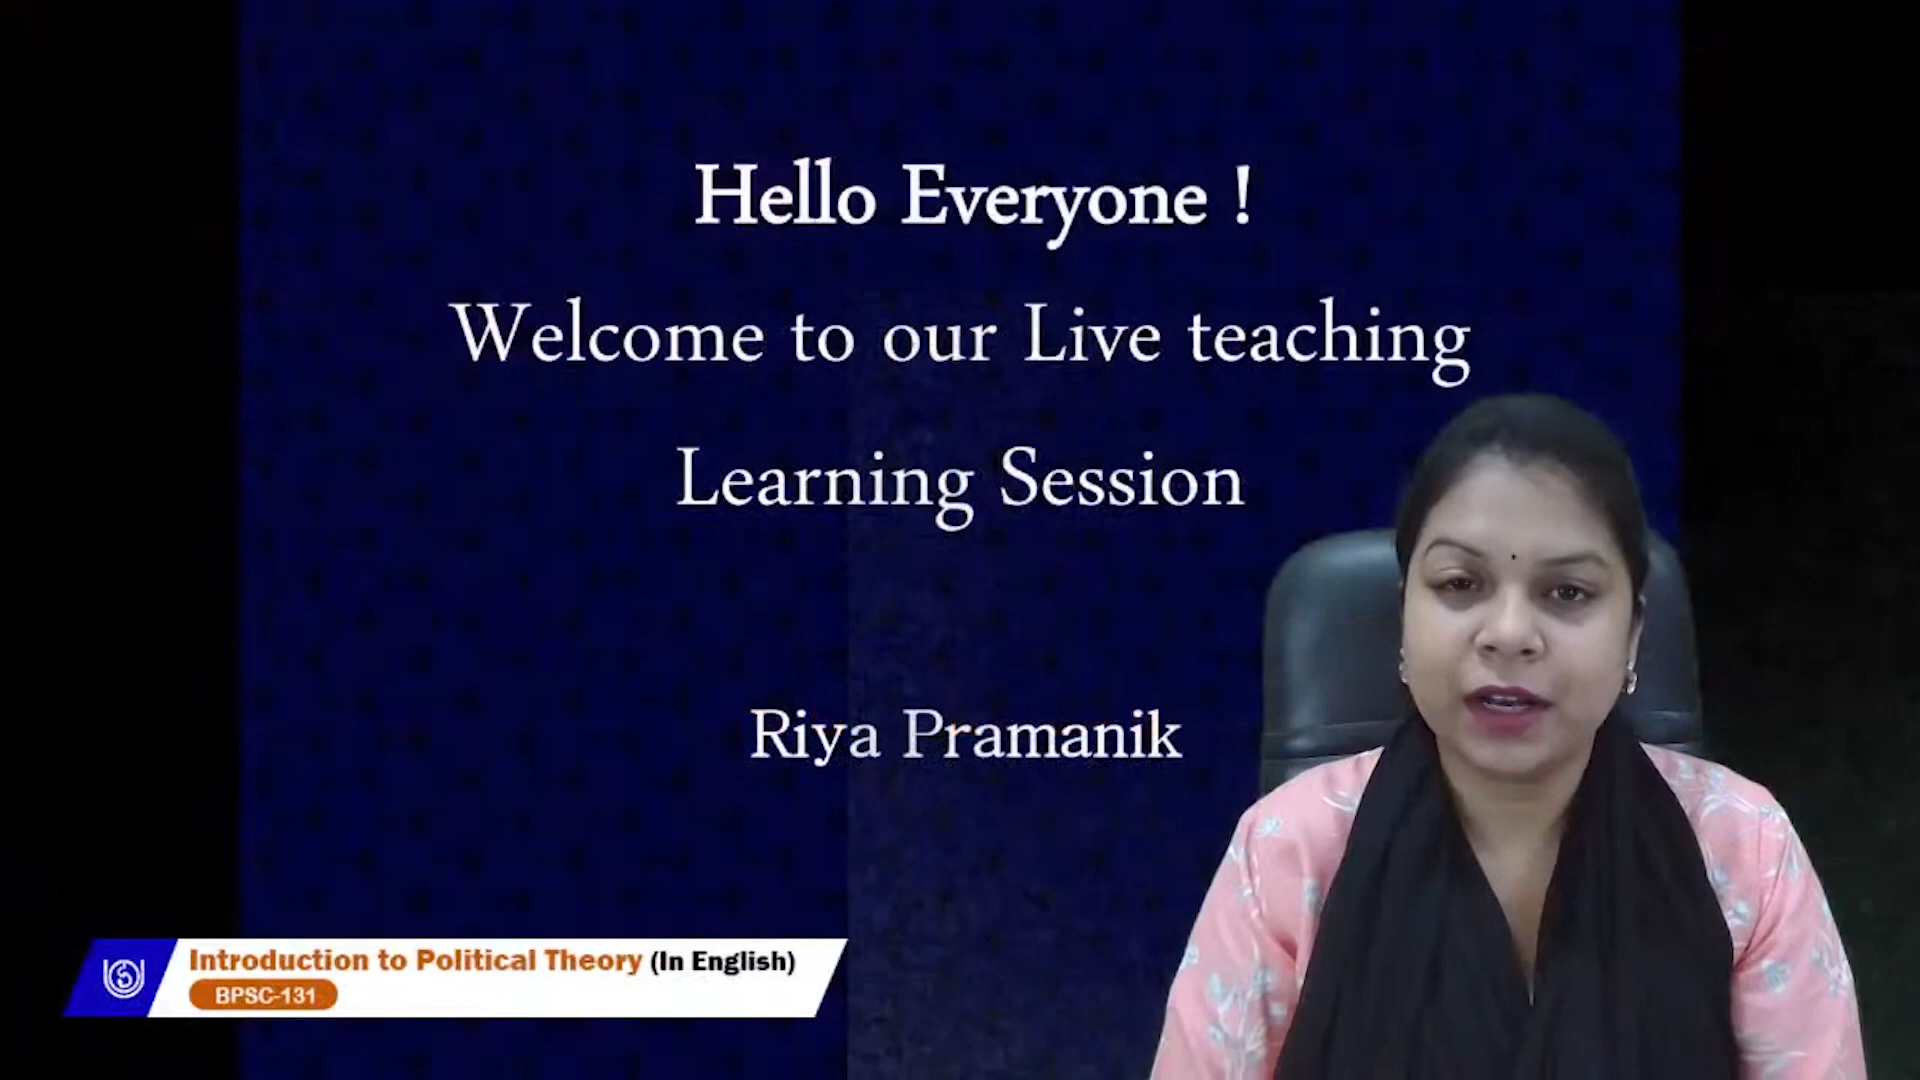 Hello Everyone !
Welcome to our Live teaching
Learning Session
Riya Pramanik
Introduction to Political Theory (In English)
BPSC-131